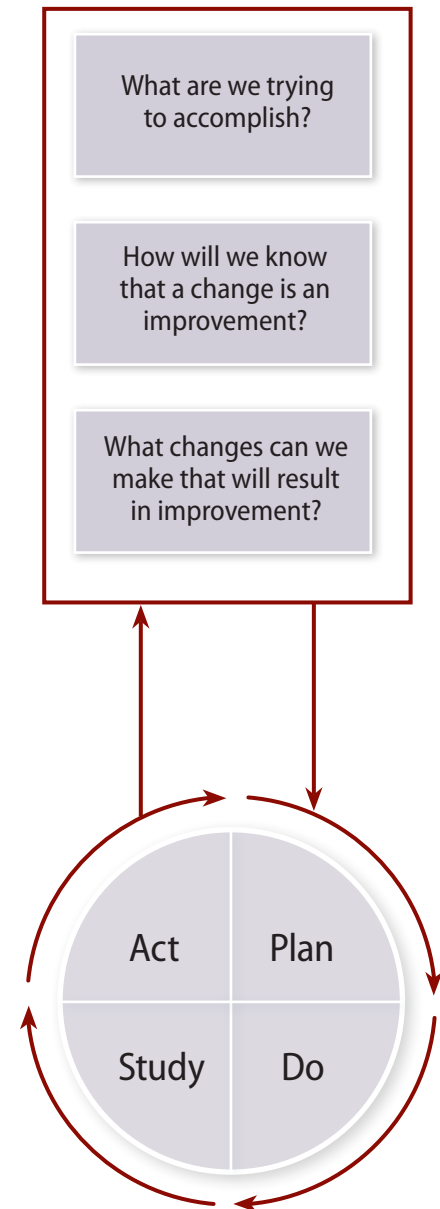 What are we trying
to accomplish?
How will we know
that a change is an
improvement?
What changes can we
make that will result
in improvement?
Act
Plan
Study
Do